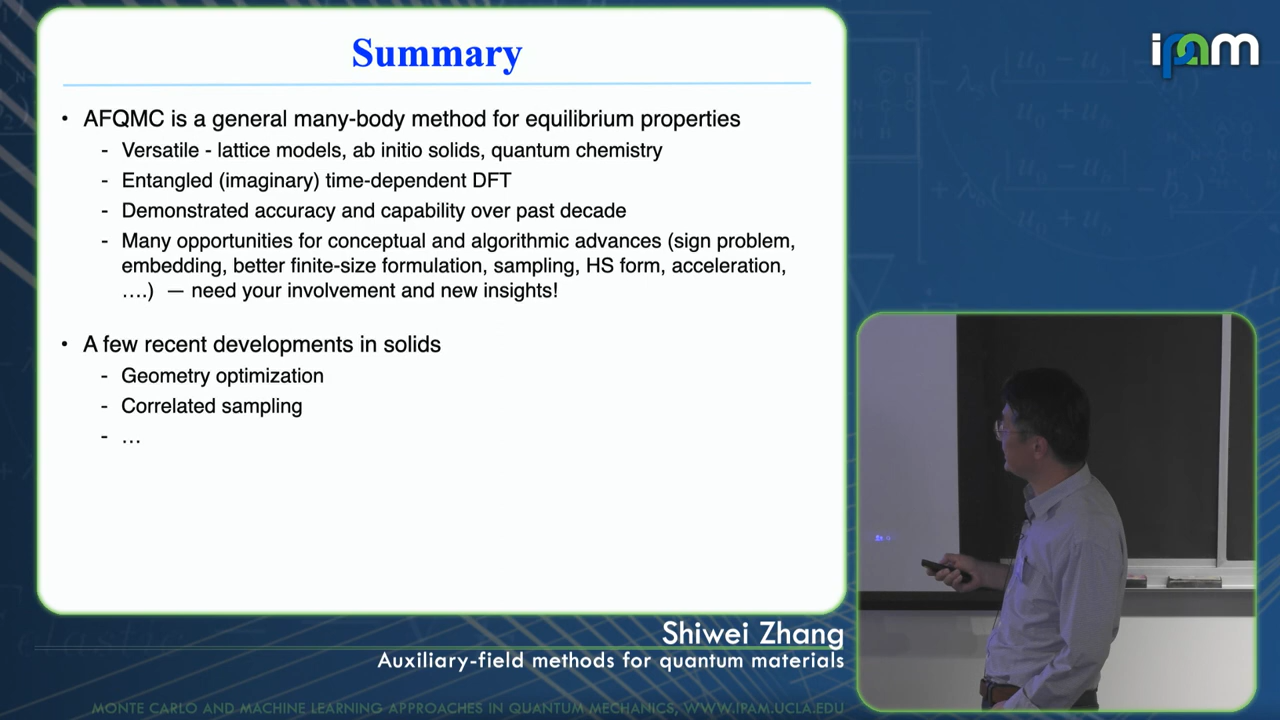 Summary
• AFQMC is a general many-body method for equilibrium properties
- Versatile - lattice models, ab initio solids, quantum chemistry
- Entangled (imaginary) time-dependent DFT
- Demonstrated accuracy and capability over past decade
- Many opportunities for conceptual and algorithmic advances (sign problem,
embedding, better finite-size formulation, sampling, HS form, acceleration,
….) — need your involvement and new insights!
• A few recent developments in solids
- Geometry optimization
- Correlated sampling
- …
ipam
Shiwei Zhang
Auxiliary-field methods for quantum materials
MONTE CARLO AND MACHINE LEARNING APPROACHES IN QUANTUM MECHANICS, WWW.IPAM.UCLA.EDU